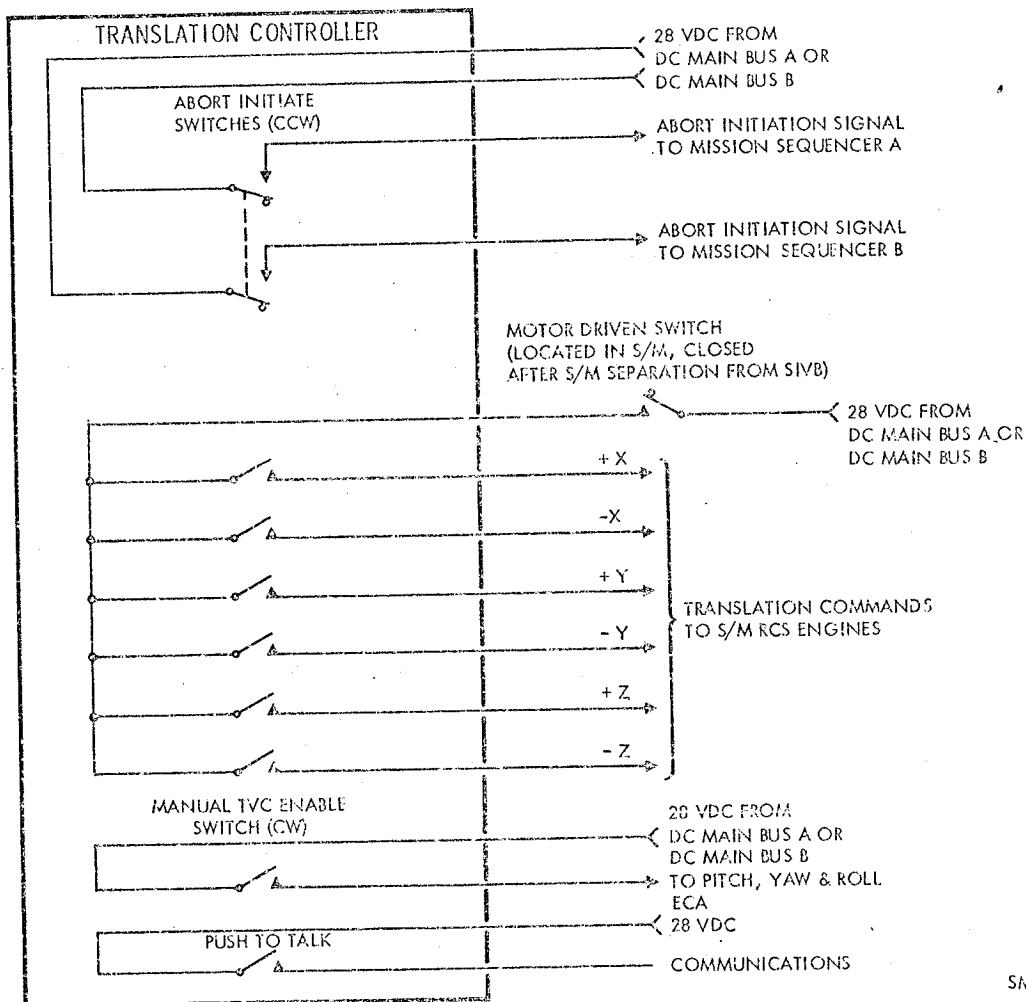 TRANSLATION CONTROLLER
28 VDC FROM
DC MAIN BUS A OR
DC MAIN BUS B
ABORT INITIATE
SWITCHES (CCW)
ABORT INITIATION SIGNAL
TO MISSION SEQUENCER A
ABORT INITIATION SIGNAL
TO MISSION SEQUENCER B
MOTOR DRIVEN SWITCH
(LOCATED IN S/M, CLOSED
AFTER S/M SEPARATION FROM SIVB)
28 VDC FROM
DC MAIN BUS A OR
DC MAIN BUS B
+ X
-X
+ Y
- Y
+ Z
- Z
TRANSLATION COMMANDS
TO S/M RCS ENGINES
MANUAL TVC ENABLE
SWITCH (CW)
28 VDC FROM
DC MAIN BUS A OR
DC MAIN BUS B
TO PITCH, YAW & ROLL
ECA
28 VDC
PUSH TO TALK
COMMUNICATIONS